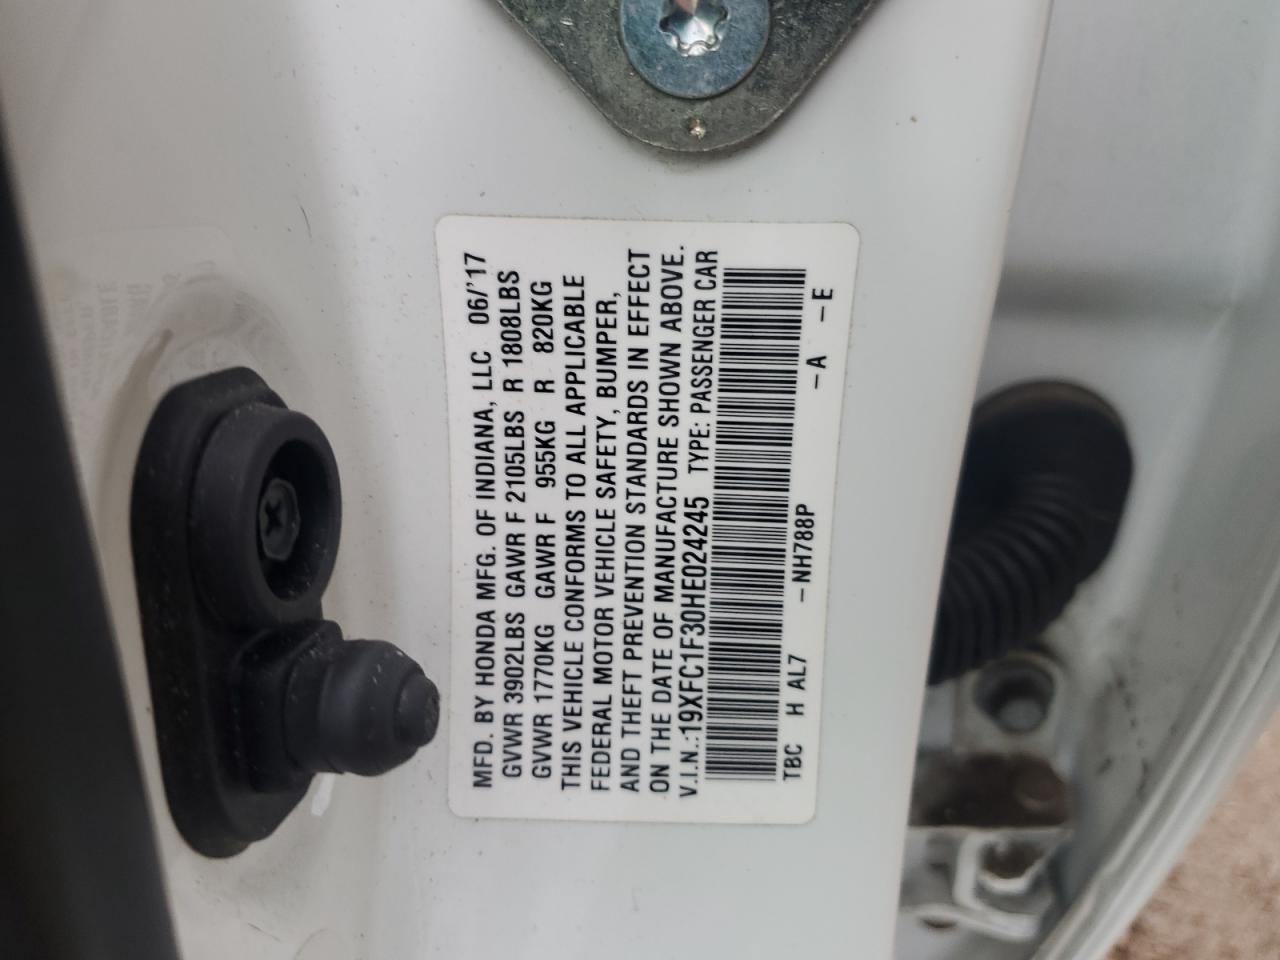 MFD. BY HONDA MFG. OF INDIANA, LLC 06/'17
GVWR 3902LBS GAWR F 2105LBS R 1808LBS
GVWR 1770KG GAWR F 955KG R 820KG
THIS VEHICLE CONFORMS TO ALL APPLICABLE
FEDERAL MOTOR VEHICLE SAFETY, BUMPER,
AND THEFT PREVENTION STANDARDS IN EFFECT
ON THE DATE OF MANUFACTURE SHOWN ABOVE.
V.I.N.:19XFC1F30HE024245 TYPE: PASSENGER CAR
TBC H AL7 -NH788P -A -E